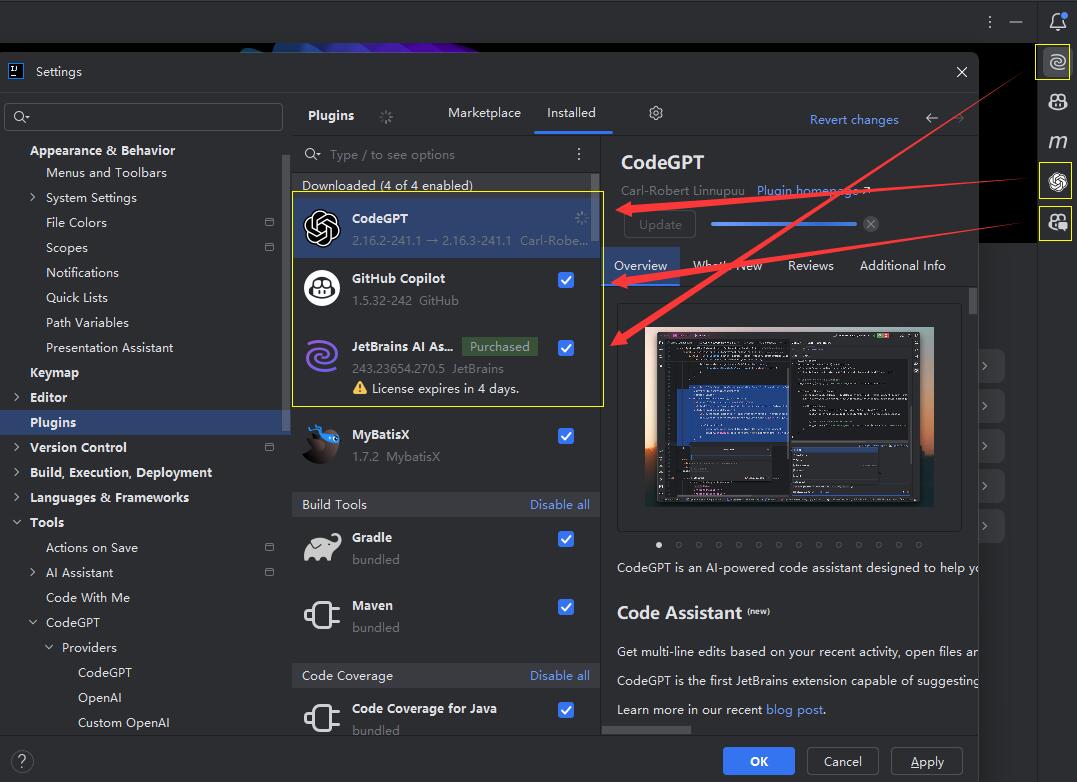 Settings
Appearance & Behavior
Menus and Toolbars
System Settings
File Colors
Scopes
Notifications
Quick Lists
Path Variables
Presentation Assistant
Keymap
Editor
Plugins
Version Control
Build, Execution, Deployment
Languages & Frameworks
Tools
Actions on Save
AI Assistant
Code With Me
CodeGPT
Providers
CodeGPT
OpenAI
Custom OpenAI
Plugins
Marketplace
Installed
Revert changes
Type / to see options
Downloaded (4 of 4 enabled)
CodeGPT
2.16.2-241.1 → 2.16.3-241.1 Carl-Robe...
GitHub Copilot
1.5.32-242 GitHub
JetBrains AI As... Purchased
243.23654.270.5 JetBrains
License expires in 4 days.
MyBatisX
1.7.2 MybatisX
Build Tools Disable all
Gradle
bundled
Maven
bundled
Code Coverage Disable all
Code Coverage for Java
bundled
CodeGPT
Carl-Robert Linnupuu Plugin homepage ↗
Update
Overview What's New Reviews Additional Info
CodeGPT is an AI-powered code assistant designed to help yo
Code Assistant (new)
Get multi-line edits based on your recent activity, open files an
CodeGPT is the first JetBrains extension capable of suggesting
Learn more in our recent blog post.
? OK Cancel Apply
m